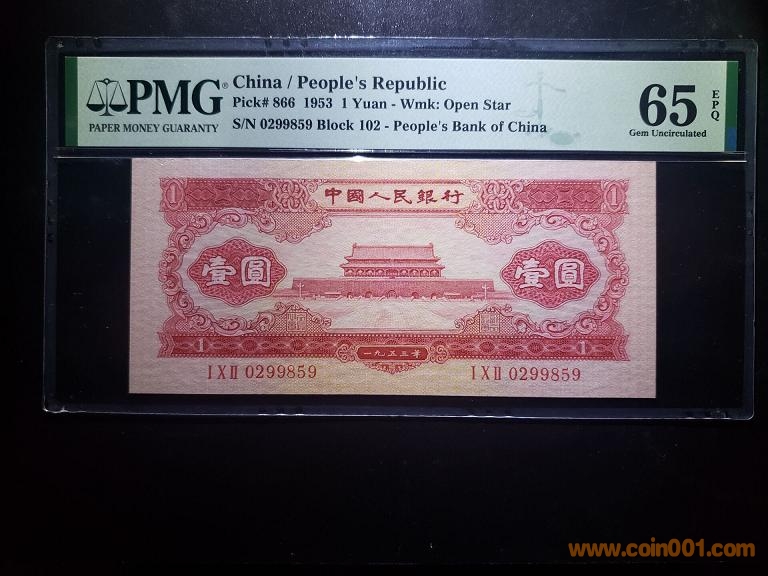 PMG®
PAPER MONEY GUARANTY
China / People's Republic
Pick# 866 1953 1 Yuan - Wmk: Open Star
S/N 0299859 Block 102 - People's Bank of China
65
EPQ
Gem Uncirculated
1 中國人民銀行 1
壹圓 壹圓
1 一九五三年 1
I X II 0299859 I X II 0299859
www.coin001.com